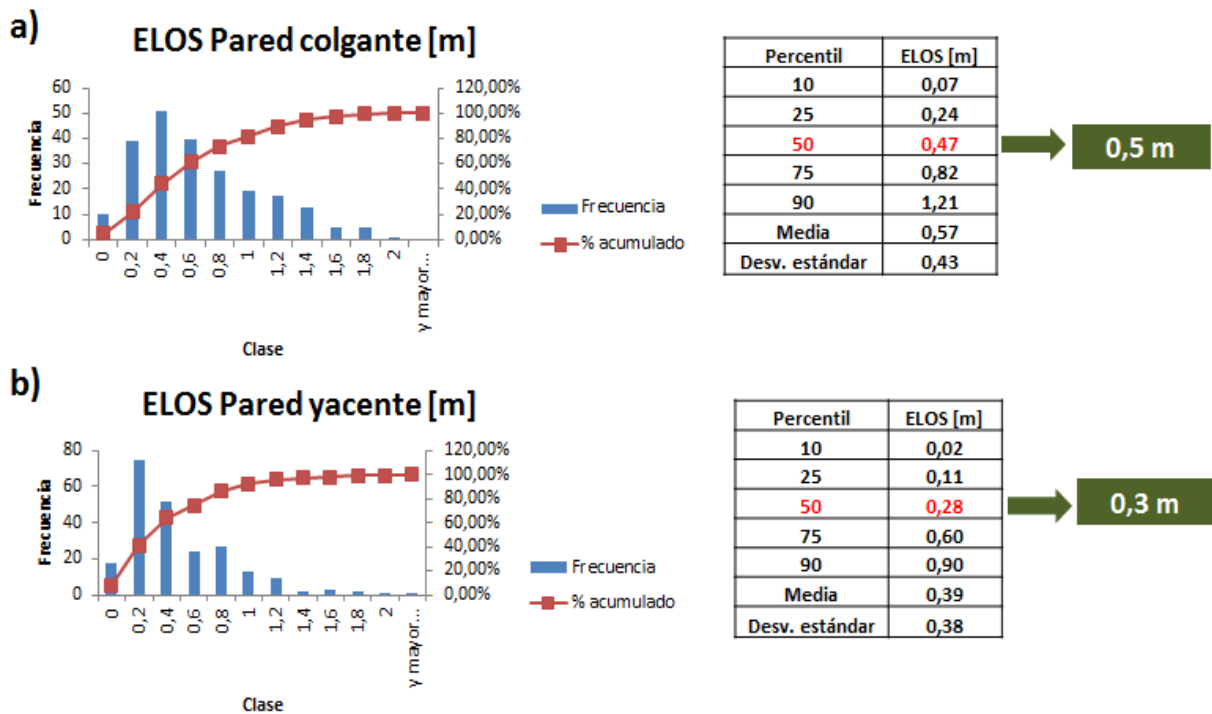 a)
ELOS Pared colgante [m]
Frecuencia
60
50
40
30
20
10
0
120,00%
100,00%
80,00%
60,00%
40,00%
20,00%
0,00%
0
0,2
0,4
0,6
0,8
1
1,2
1,4
1,6
1,8
2
y mayor...
Clase
Frecuencia
% acumulado
Percentil ELOS [m]
10 0,07
25 0,24
50 0,47
75 0,82
90 1,21
Media 0,57
Desv. estándar 0,43
0,5 m
b)
ELOS Pared yacente [m]
Frecuencia
80
60
40
20
0
120,00%
100,00%
80,00%
60,00%
40,00%
20,00%
0,00%
0
0,2
0,4
0,6
0,8
1
1,2
1,4
1,6
1,8
2
y mayor...
Clase
Frecuencia
% acumulado
Percentil ELOS [m]
10 0,02
25 0,11
50 0,28
75 0,60
90 0,90
Media 0,39
Desv. estándar 0,38
0,3 m